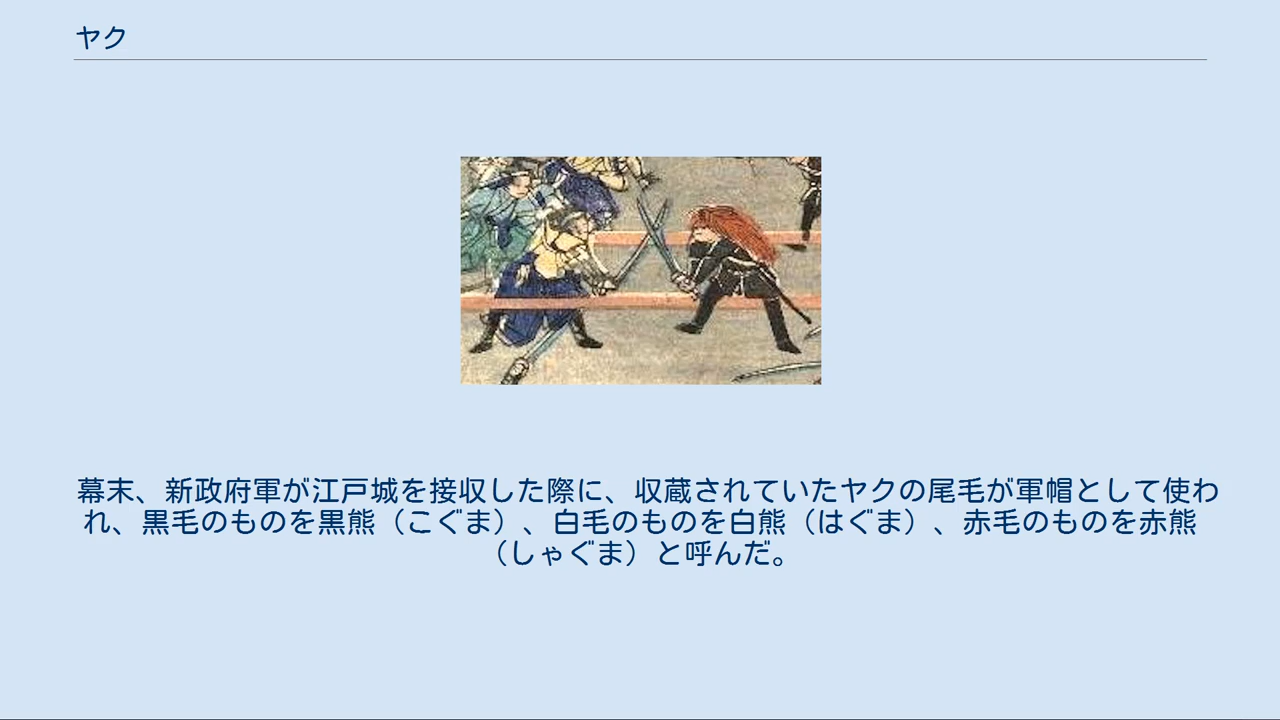 ヤク
幕末、新政府軍が江戸城を接収した際に、収蔵されていたヤクの尾毛が軍帽として使わ
れ、黒毛のものを黒熊（こぐま）、白毛のものを白熊（はぐま）、赤毛のものを赤熊
（しゃぐま）と呼んだ。